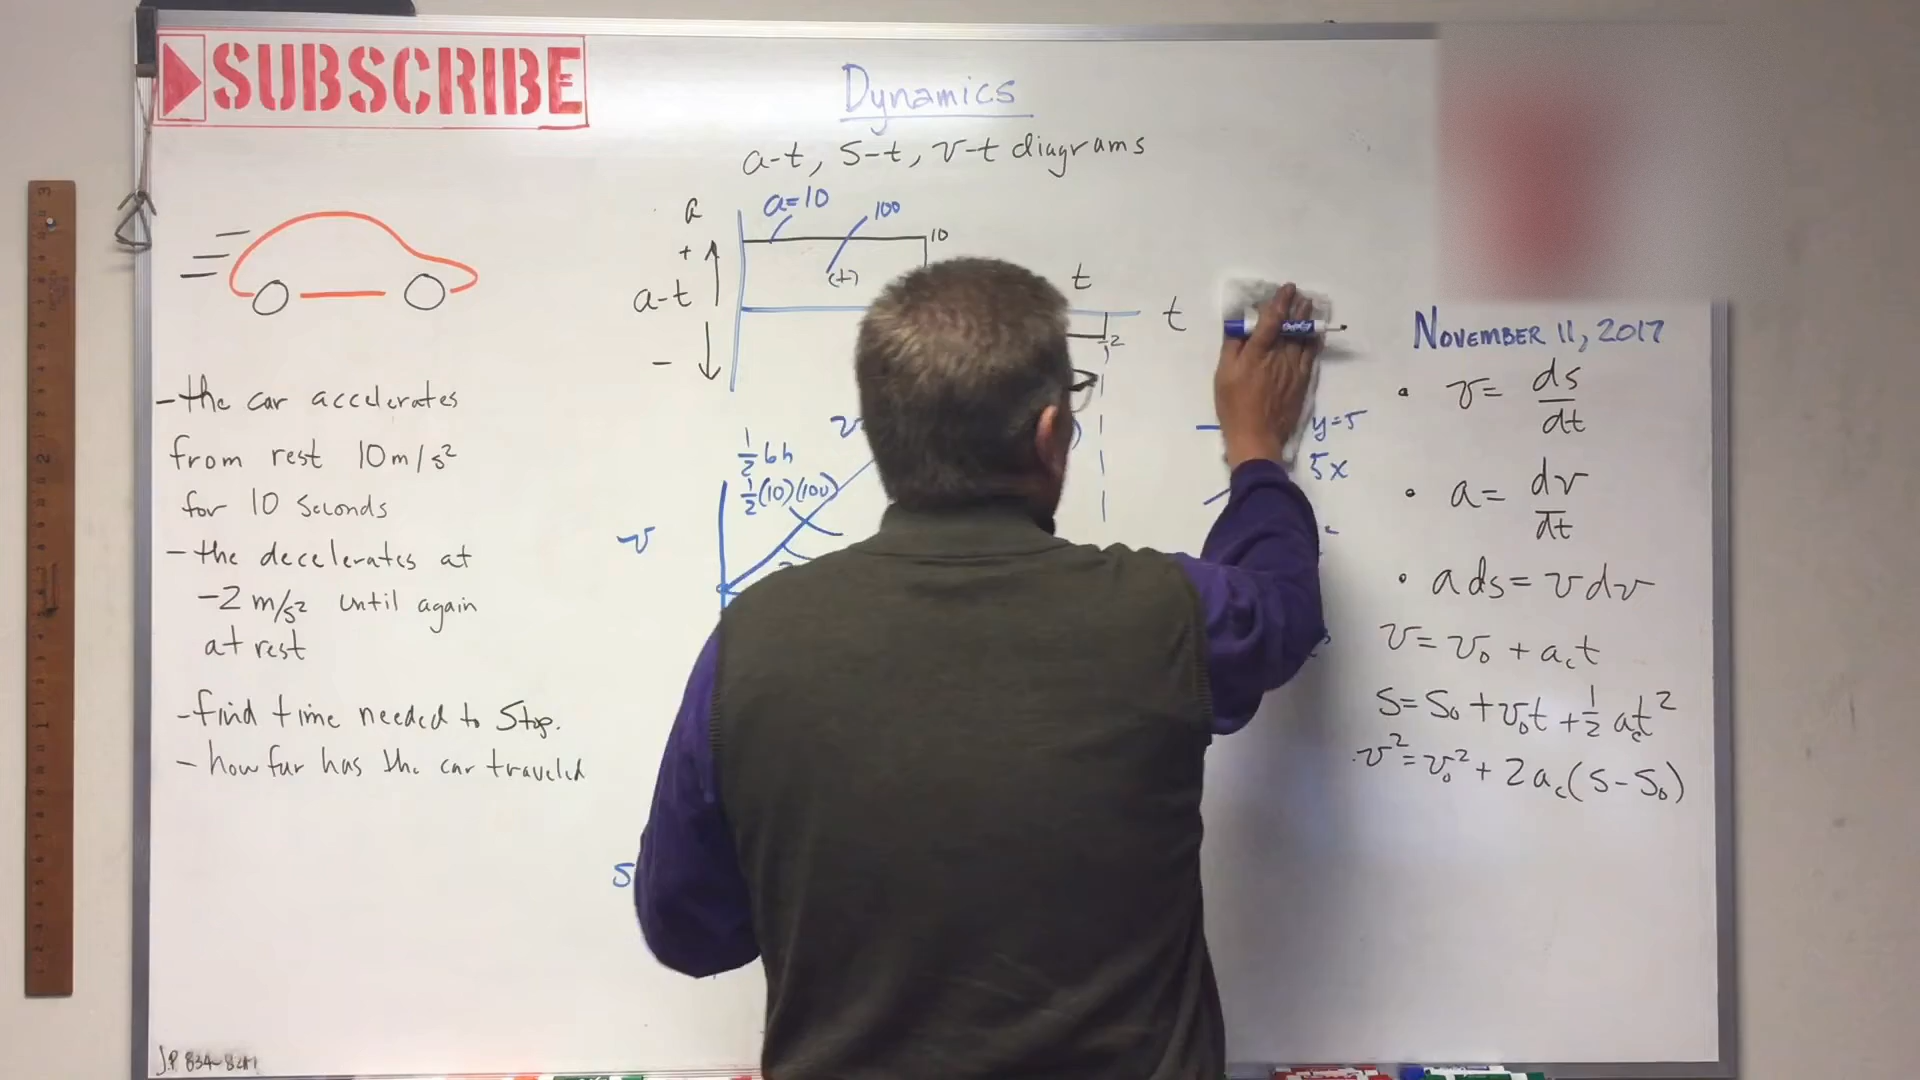 SUBSCRIBE
Dynamics
a-t, s-t, v-t diagrams
a
a=10
100
10
+
(+)
a-t
t
t
-
-2
- the car accelerates
from rest 10m/s²
for 10 seconds
- the decelerates at
-2 m/s² until again
at rest
- find time needed to stop.
- how far has the car traveled
J.P.
v
½bh
½(10)(100)
v
s
y=5
5x
NOVEMBER 11, 2017
• v= ds/dt
• a= dv/dt
• a ds= v dv
v= v₀ + a_c t
s= s₀ + v₀t + ½ a_c t²
v²= v₀² + 2a_c(s-s₀)